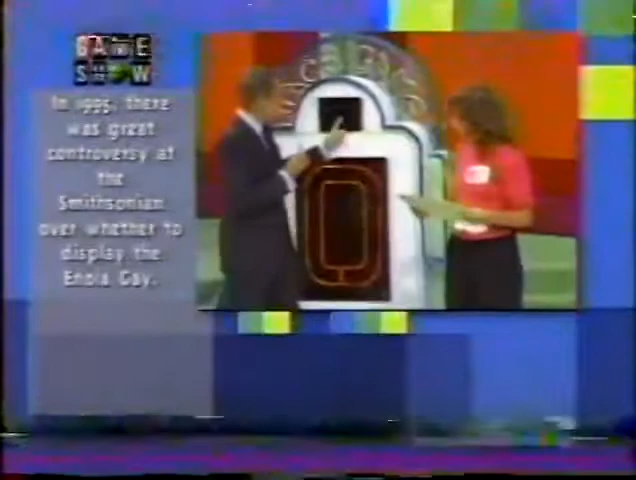 GAME
SHOW
In 1995, there
was great
controversy at
the
Smithsonian
over whether to
display the
Enola Gay.